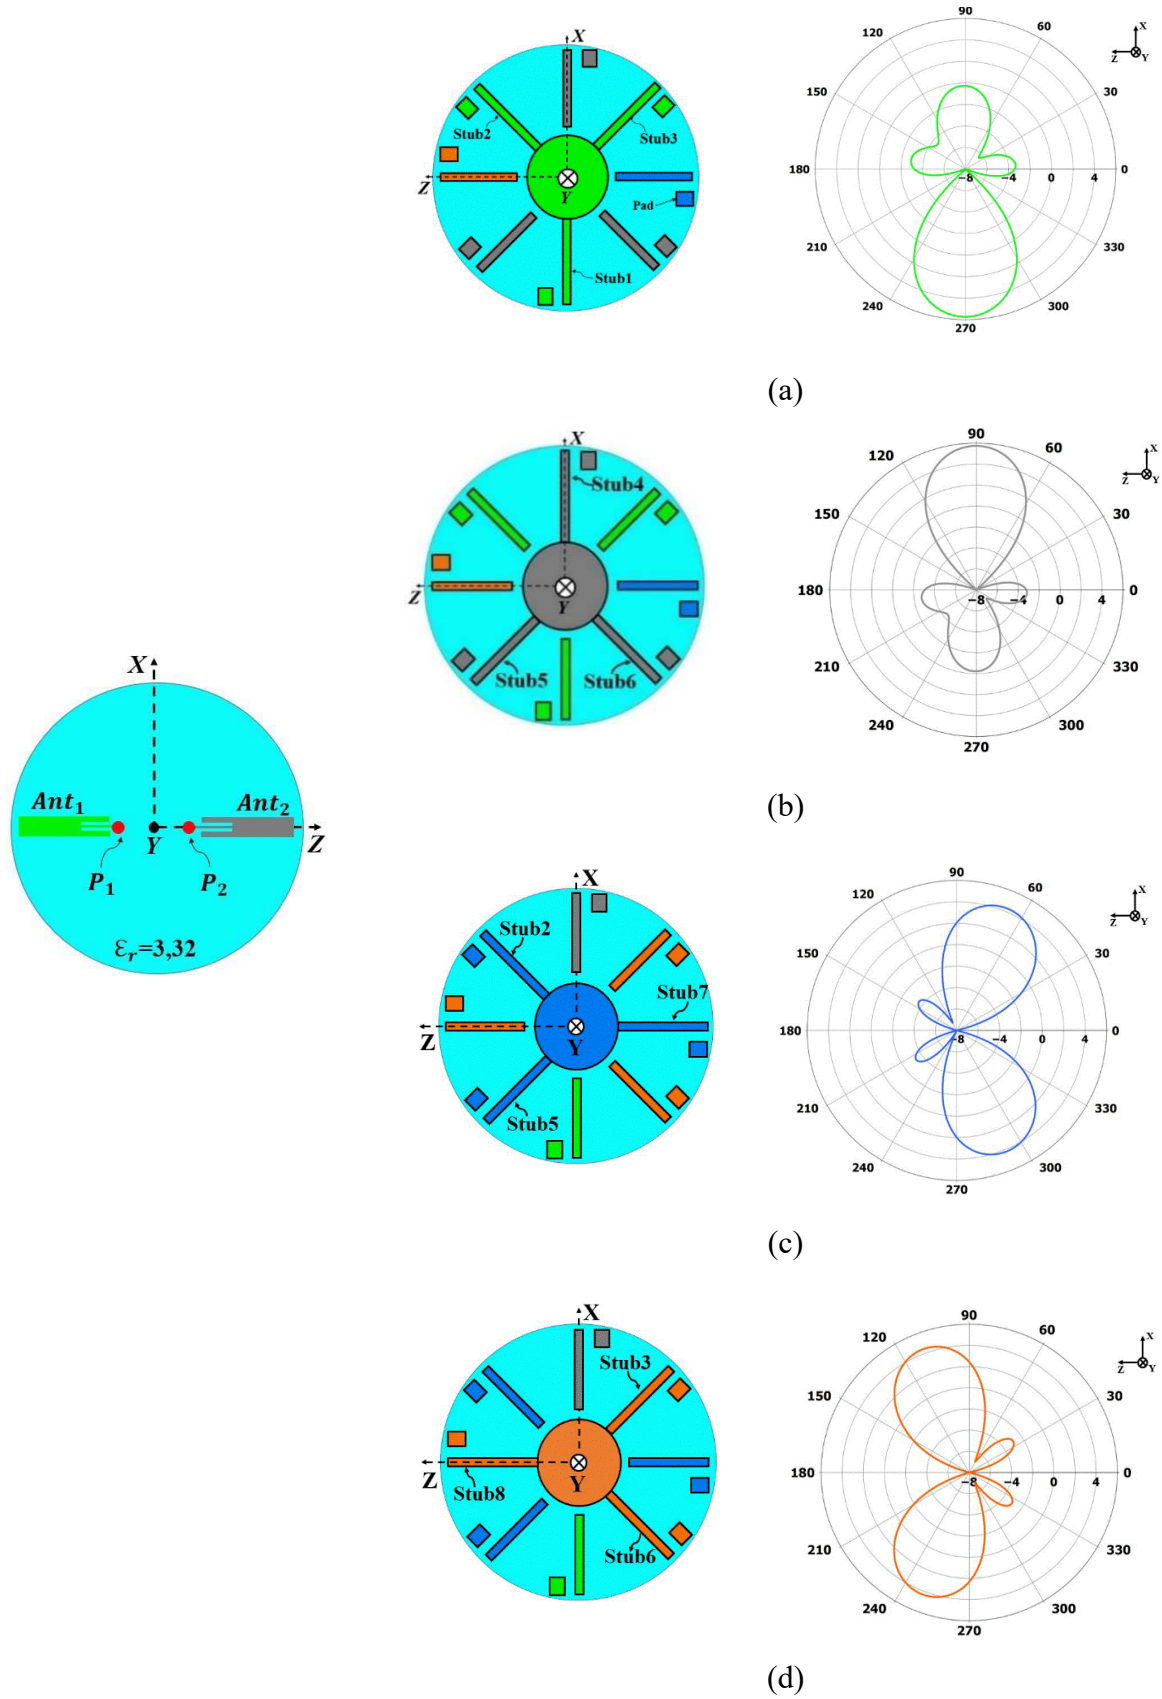 X
Stub2
Stub3
Z
Y
Pad
Stub1
90
120
60
150
30
180
-8
-4
0
4
0
210
330
240
300
270
X
Z
Y
(a)
X
Stub4
Z
Y
Stub5
Stub6
90
120
60
150
30
180
-8
-4
0
4
0
210
330
240
300
270
X
Z
Y
(b)
X
Ant1
Ant2
Y
Z
P1
P2
Ɛr=3,32
X
Stub2
Stub7
Z
Y
Stub5
90
120
60
150
30
180
-8
-4
0
4
0
210
330
240
300
270
X
Z
Y
(c)
X
Stub3
Z
Y
Stub8
Stub6
90
120
60
150
30
180
-8
-4
0
4
0
210
330
240
300
270
X
Z
Y
(d)